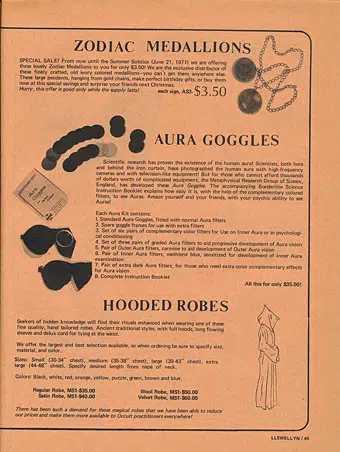 ZODIAC MEDALLIONS
SPECIAL SALE! From now until the Summer Solstice (June 21, 1971) we are offering
these lovely Zodiac Medallions to you for only $3.50! We are the exclusive distributor of
these finely crafted, old ivory colored medallions—you can't get them anywhere else.
These large pendants, hanging from gold chains, make perfect birthday gifts, or buy them
now at this special savings and surprise your friends next Christmas.
Hurry, this offer is good only while the supply lasts!
each sign, AS3-$3.50
AURA GOGGLES
Scientific research has proven the existence of the human aura! Scientists, both here
and behind the iron curtain, have photographed the human aura with high-frequency
cameras and with television-like equipment! But for those who cannot afford thousands
of dollars worth of complicated equipment, the Metaphysical Research Group of Sussex,
England, has developed these Aura Goggles. The accompanying Borderline Science
Instruction Booklet explains how easy it is, with the help of the complementary colored
filters, to see Auras. Amaze yourself and your friends, with your psychic ability to see
Auras!
Aura
Goggles
Each Aura Kit contains:
1. Standard Aura Goggles, fitted with normal Aura filters
2. Spare goggle frames for use with extra filters
3. Set of six pairs of complementary color filters for Use on Inner Aura or in psychologi-
cal conditioning
4. Set of three pairs of graded Aura filters to aid progressive development of Aura vision
5. Pair of Outer Aura filters, carmine to aid development of Outer Aura vision
6. Pair of Inner Aura filters, methlene blue, sensitized for development of Inner Aura
examination
7. Pair of extra dark Aura filters, for those who need extra color complementary effects
for Aura vision
8. Complete Instruction Booklet
All this for only $35.00!
HOODED ROBES
Seekers of hidden knowledge will find their rituals enhanced when wearing one of these
fine quality, hand tailored robes. Ancient traditional styles, with full hoods, long flowing
sleeves and delux cord for tying at the waist.
We offer the largest and best selection available, so when ordering be sure to specify size,
material, and color.
Sizes: Small (30-34" chest), medium (35-38" chest), large (39-43" chest), extra
large (44-48" chest). Specify desired length from nape of neck.
Colors: Black, white, red, orange, yellow, purple, green, brown and blue.
Regular Robe, MS1-$35.00
Wool Robe, MS1-$50.00
Satin Robe, MS1-$40.00
Velvet Robe, MS1-$60.00
There has been such a demand for these magical robes that we have been able to reduce
our prices and make them more available to Occult practitioners everywhere!
LLEWELLYN / 45